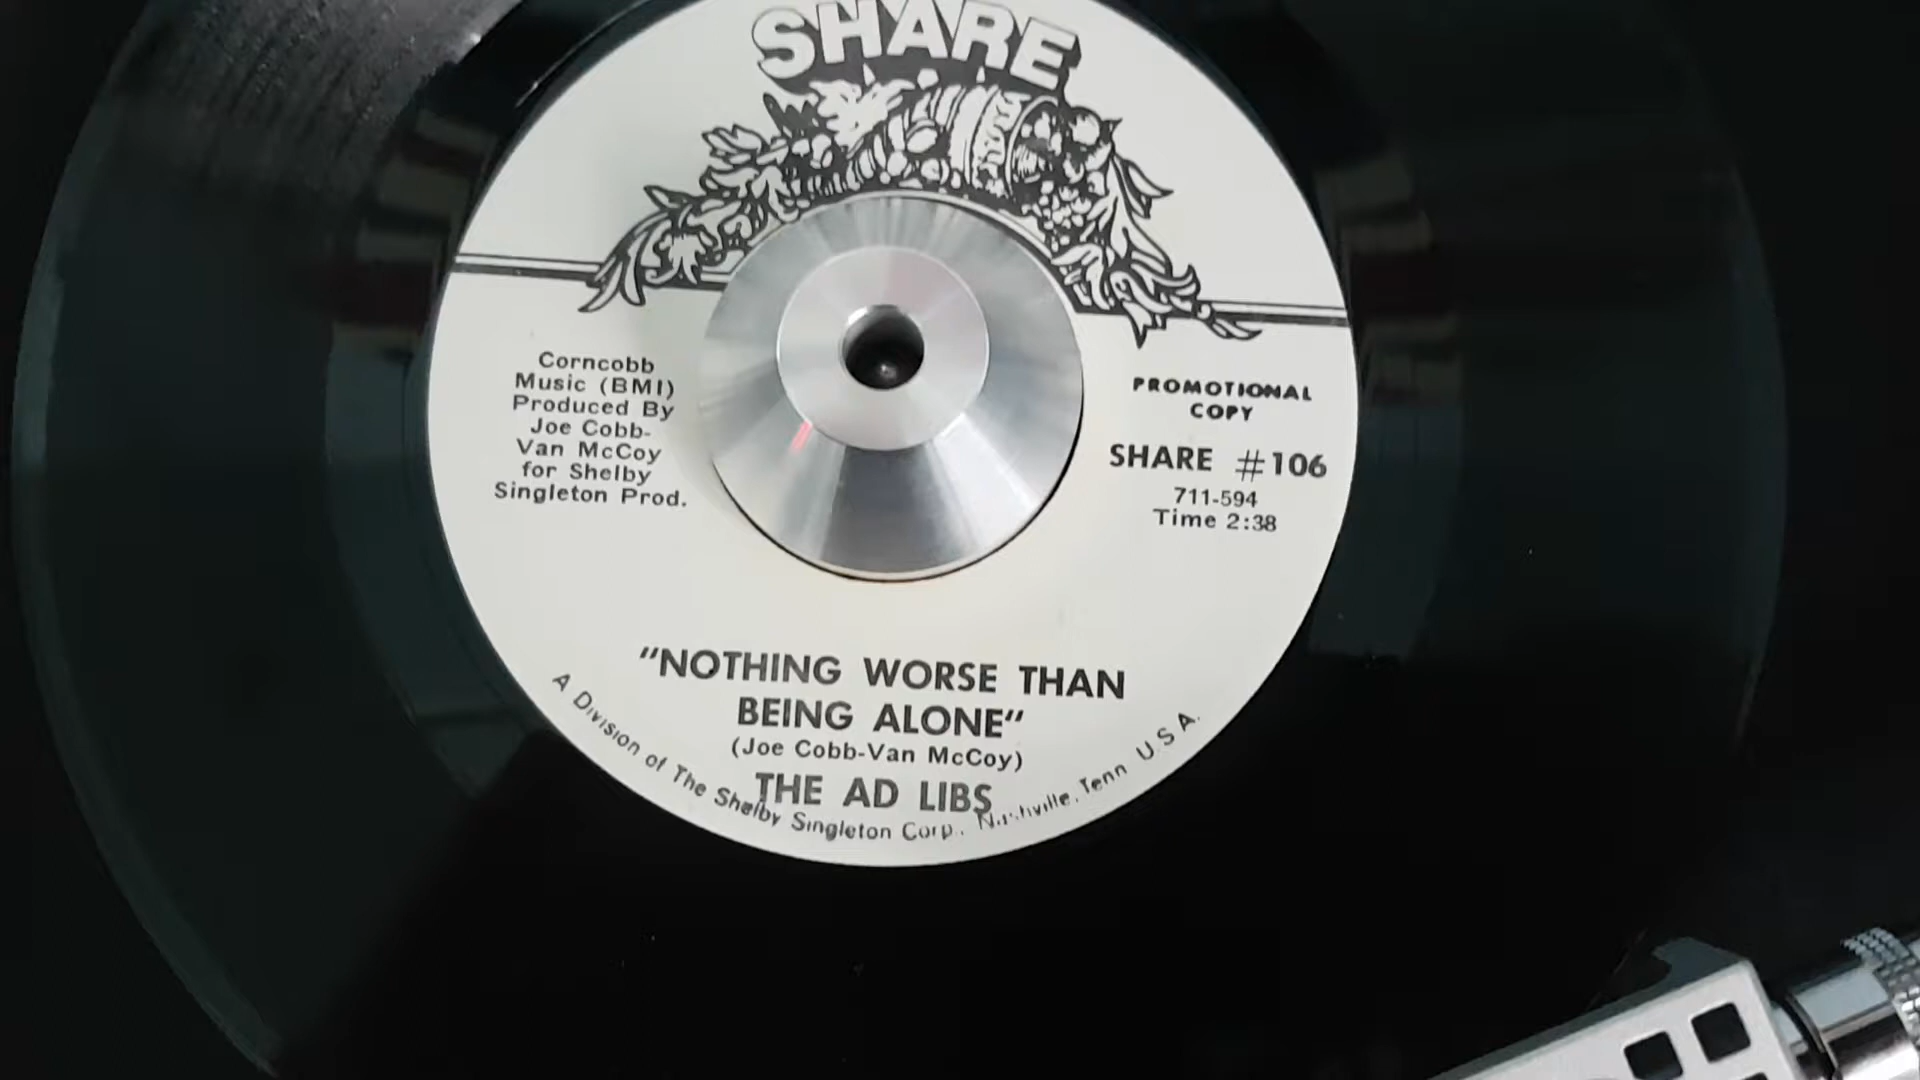 SHARE
Corncobb
Music (BMI)
Produced By
Joe Cobb-
Van McCoy
for Shelby
Singleton Prod.
PROMOTIONAL
COPY
SHARE #106
711-594
Time 2:38
"NOTHING WORSE THAN
BEING ALONE"
(Joe Cobb-Van McCoy)
THE AD LIBS
A Division of The Shelby Singleton Corp., Nashville, Tenn U.S.A.